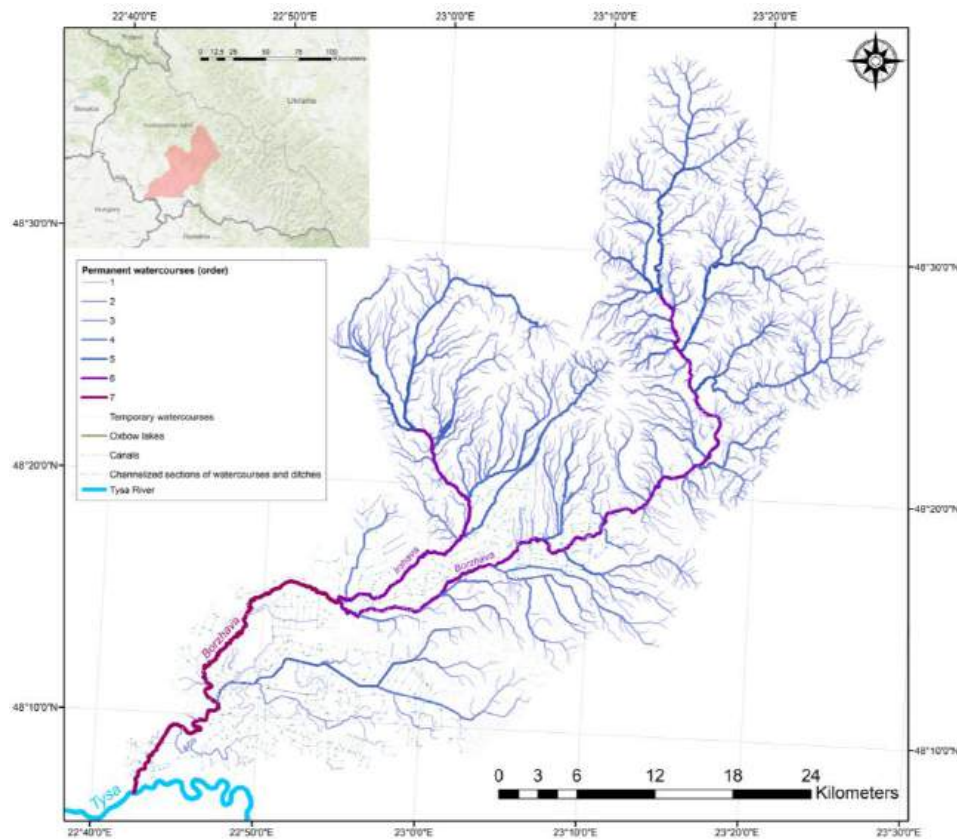 22°40'0"E 22°50'0"E 23°0'0"E 23°10'0"E 23°20'0"E
0 12,5 25 50 75 100
Kilometers
Poland
Slovakia
Ukraine
Hungary
Romania
48°30'0"N
48°30'0"N
Permanent watercourses (order)
1
2
3
4
5
6
7
Temporary watercourses
Oxbow lakes
Canals
Channelized sections of watercourses and ditches
Tysa River
48°20'0"N
48°20'0"N
Irshava
Borzhava
Borzhava
48°10'0"N
48°10'0"N
Tysa
0 3 6 12 18 24
Kilometers
22°40'0"E 22°50'0"E 23°0'0"E 23°10'0"E 23°20'0"E 23°30'0"E